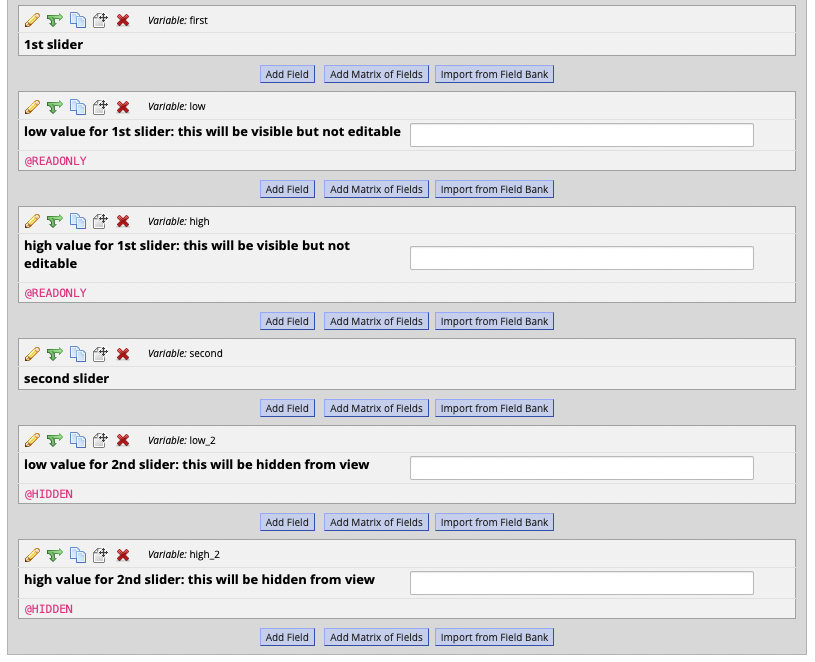 Variable: first
1st slider
Add Field Add Matrix of Fields Import from Field Bank
Variable: low
low value for 1st slider: this will be visible but not editable
@READONLY
Add Field Add Matrix of Fields Import from Field Bank
Variable: high
high value for 1st slider: this will be visible but not
editable
@READONLY
Add Field Add Matrix of Fields Import from Field Bank
Variable: second
second slider
Add Field Add Matrix of Fields Import from Field Bank
Variable: low_2
low value for 2nd slider: this will be hidden from view
@HIDDEN
Add Field Add Matrix of Fields Import from Field Bank
Variable: high_2
high value for 2nd slider: this will be hidden from view
@HIDDEN
Add Field Add Matrix of Fields Import from Field Bank